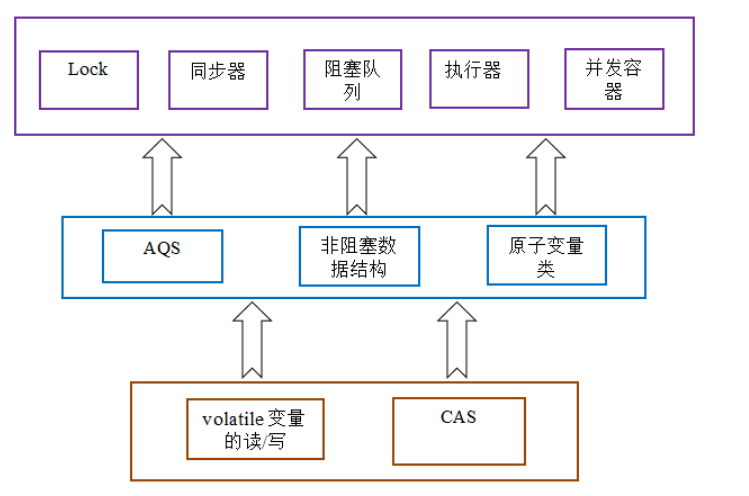 Lock
同步器
阻塞队
列
执行器
并发容
器
AQS
非阻塞数
据结构
原子变量
类
volatile 变量
的读/写
CAS